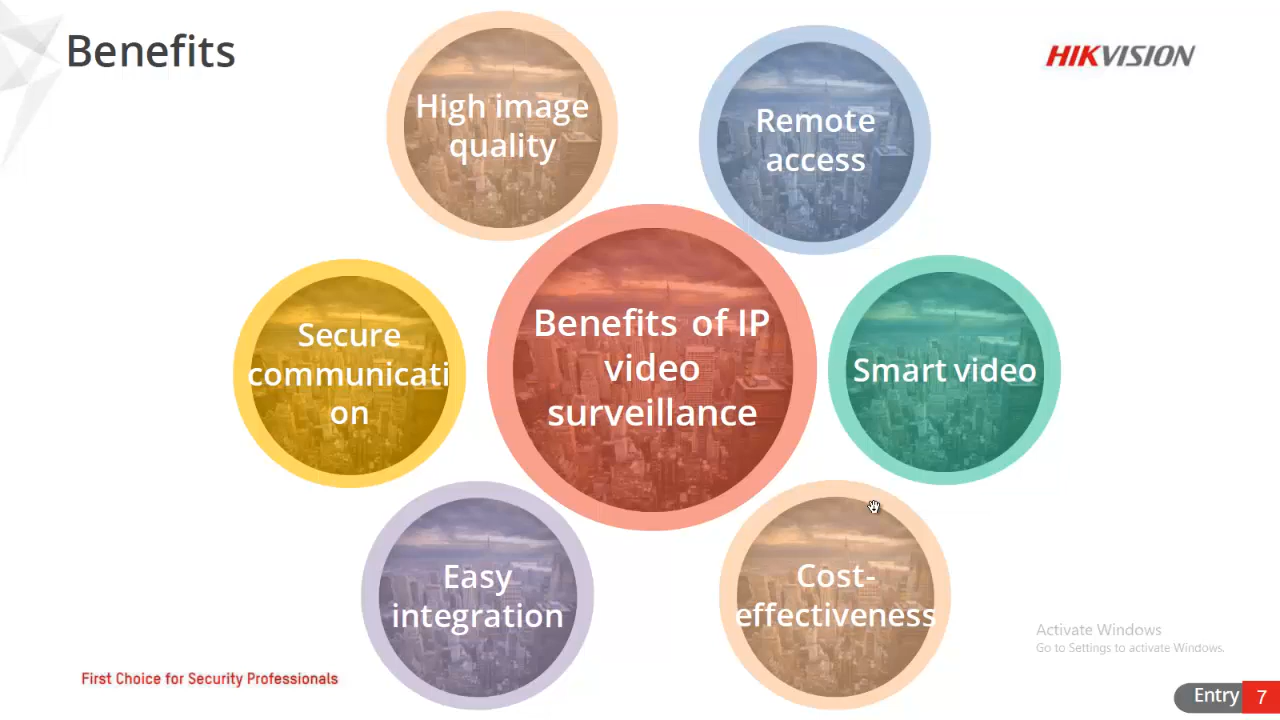 Benefits
HIKVISION
High image
quality
Remote
access
Secure
communicati
on
Benefits of IP
video
surveillance
Smart video
Easy
integration
Cost-
effectiveness
Activate Windows
Go to Settings to activate Windows.
First Choice for Security Professionals
Entry 7